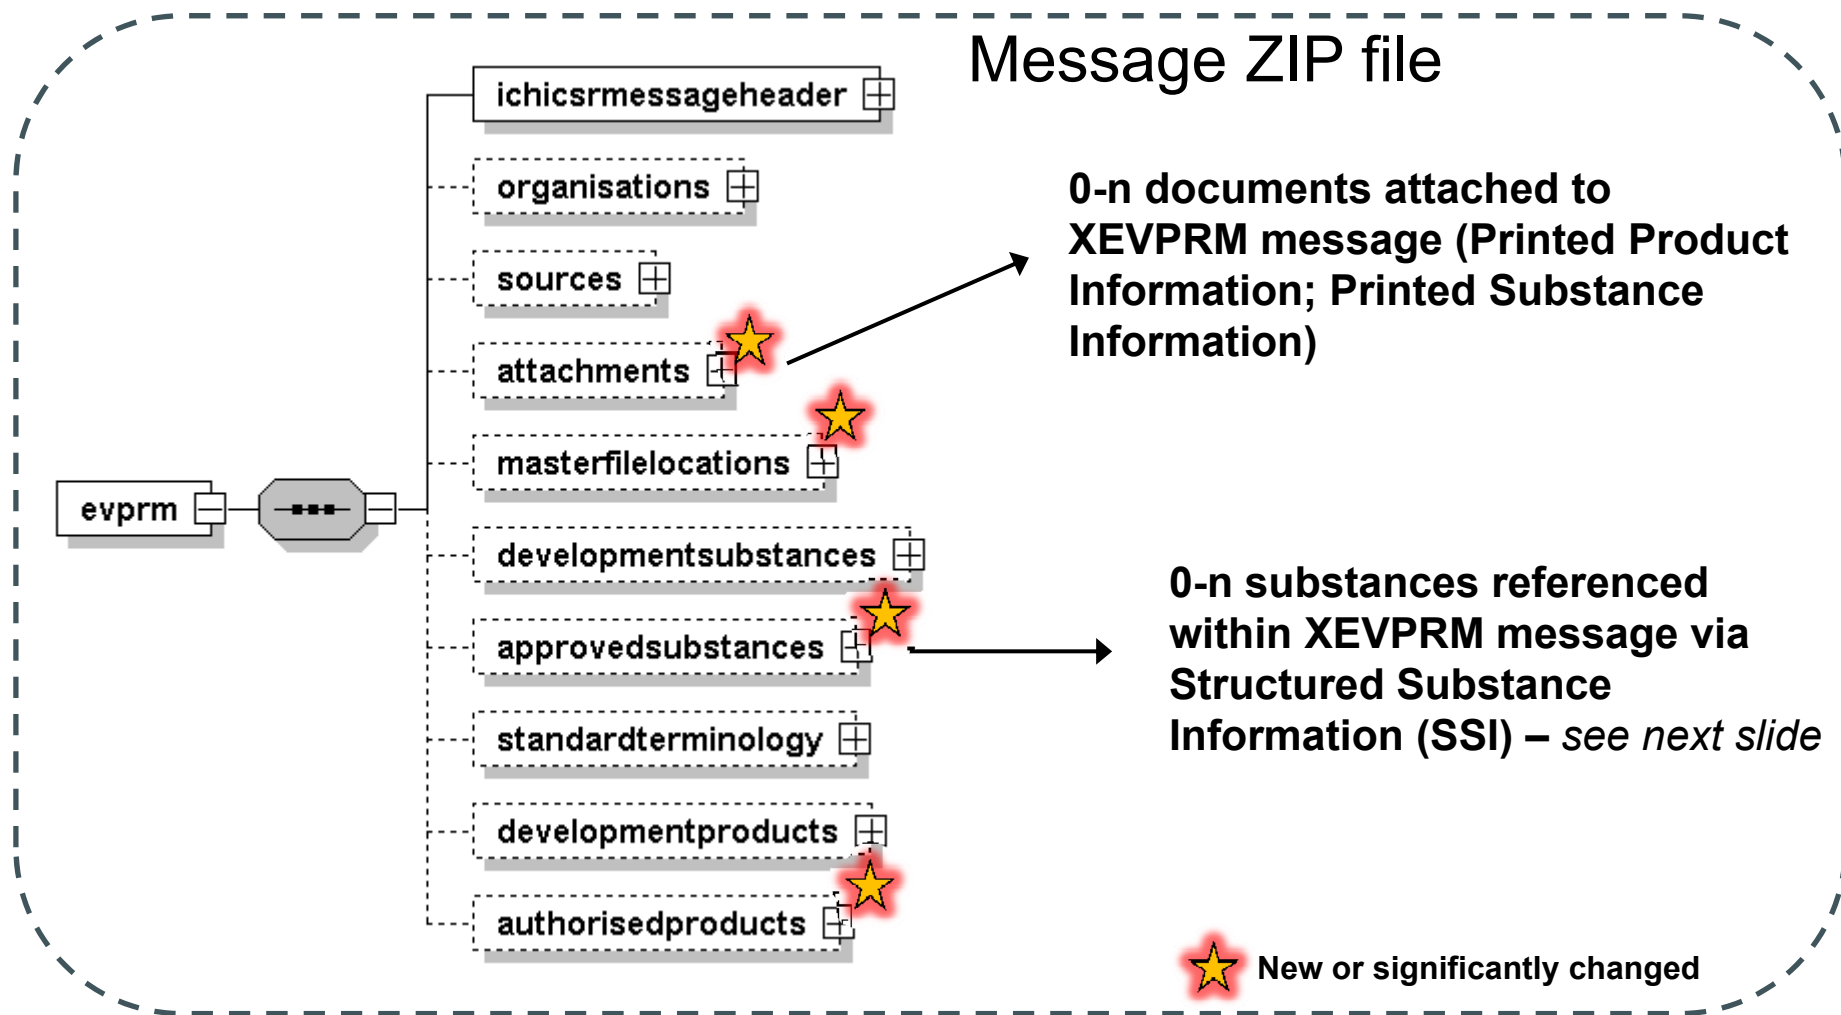 Message ZIP file
ichicsrmessageheader
organisations
sources
attachments
masterfilelocations
evprm
developmentsubstances
approvedsubstances
standardterminology
developmentproducts
authorisedproducts
0-n documents attached to
XEVPRM message (Printed Product
Information; Printed Substance
Information)
0-n substances referenced
within XEVPRM message via
Structured Substance
Information (SSI) – see next slide
New or significantly changed